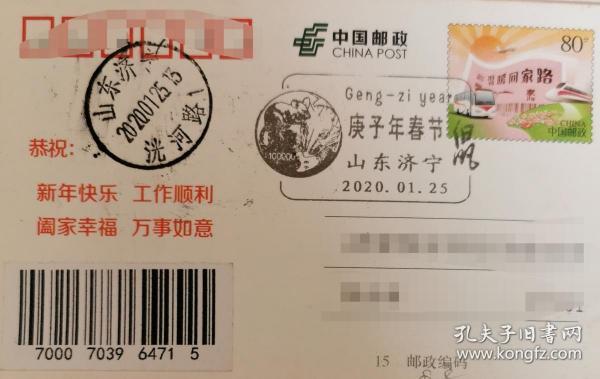 中国邮政
CHINA POST
80分
温暖回家路
CHINA
中国邮政
山东济宁
2020.01.25.15
洸河路
Geng-zi year
庚子年春节
山东济宁
2020.01.25
恭祝：
新年快乐 工作顺利
阖家幸福 万事如意
7000 7039 6471 5
15 邮政编码
孔夫子旧书网
www.kongfz.com